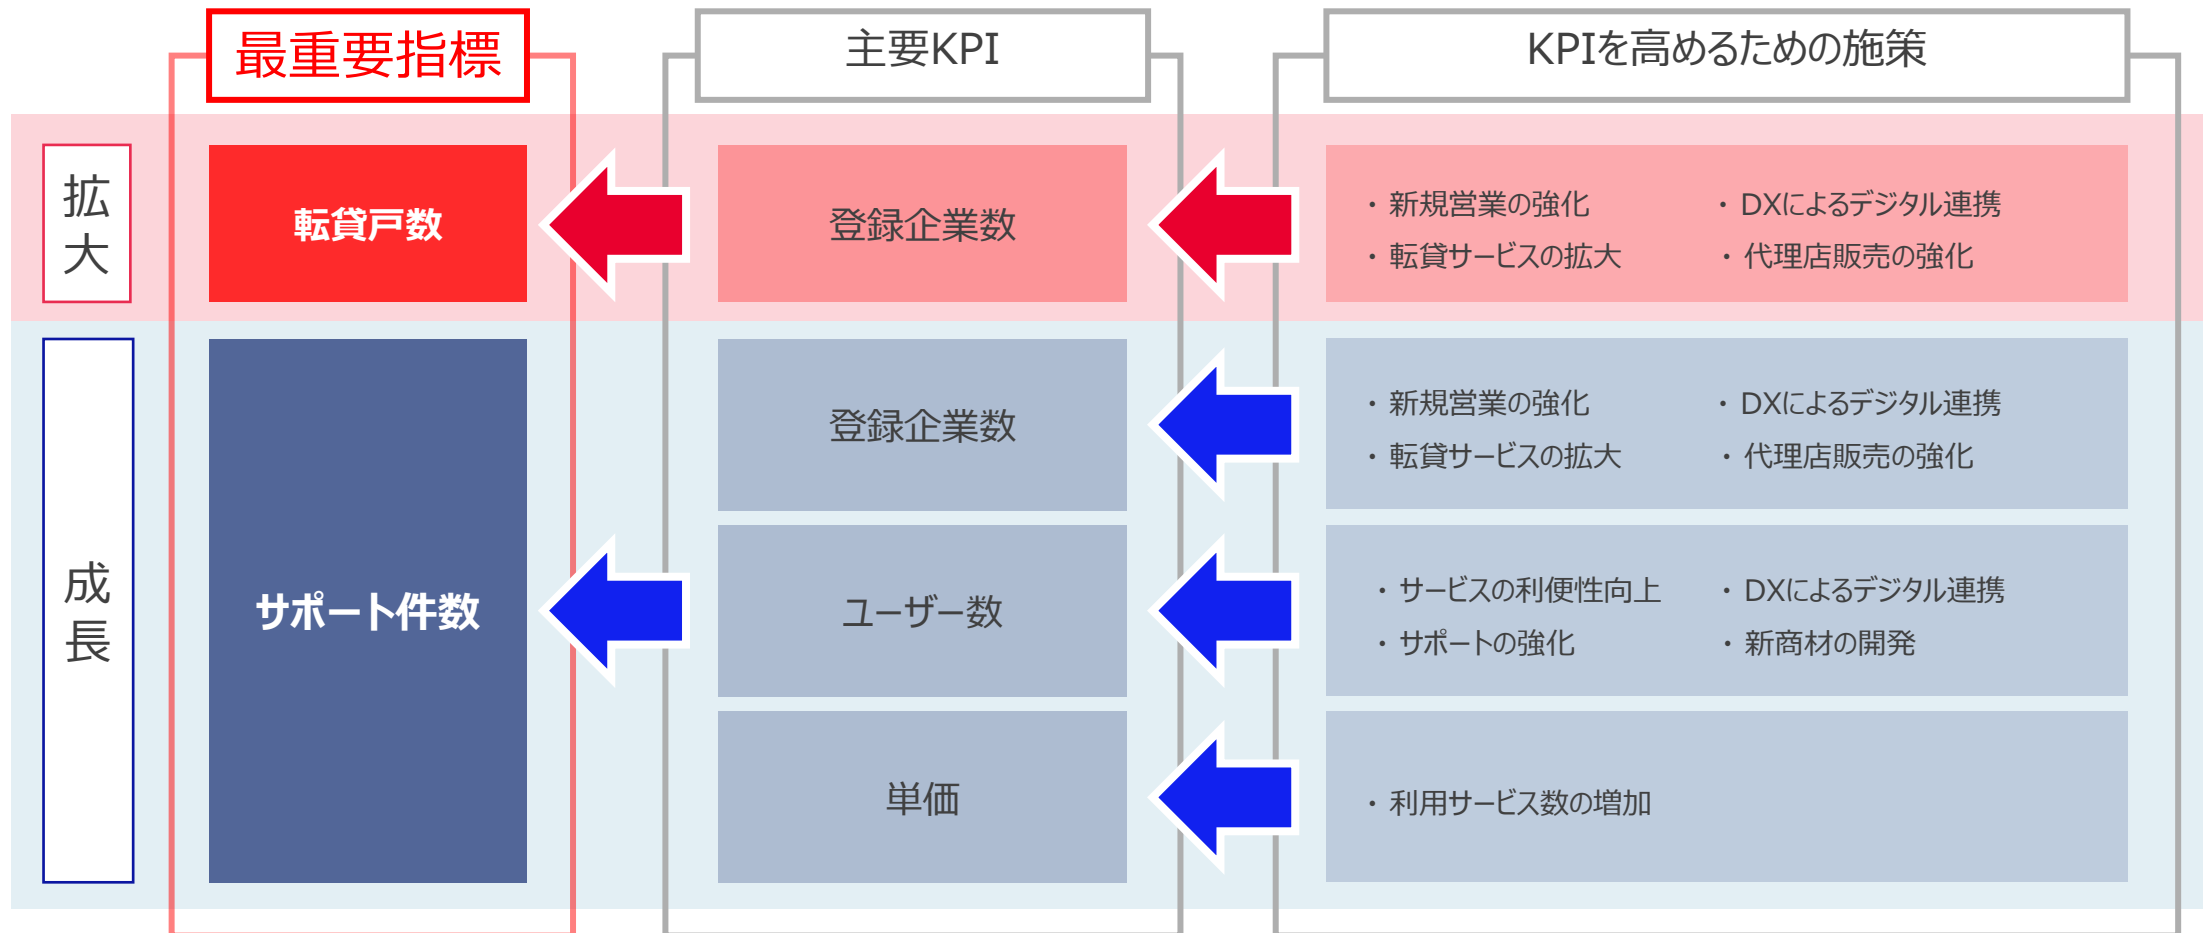 最重要指標
主要KPI
KPIを高めるための施策
拡大
転貸戸数
登録企業数
・新規営業の強化
・DXによるデジタル連携
・転貸サービスの拡大
・代理店販売の強化
成長
サポート件数
登録企業数
・新規営業の強化
・DXによるデジタル連携
・転貸サービスの拡大
・代理店販売の強化
ユーザー数
・サービスの利便性向上
・DXによるデジタル連携
・サポートの強化
・新商材の開発
単価
・利用サービス数の増加